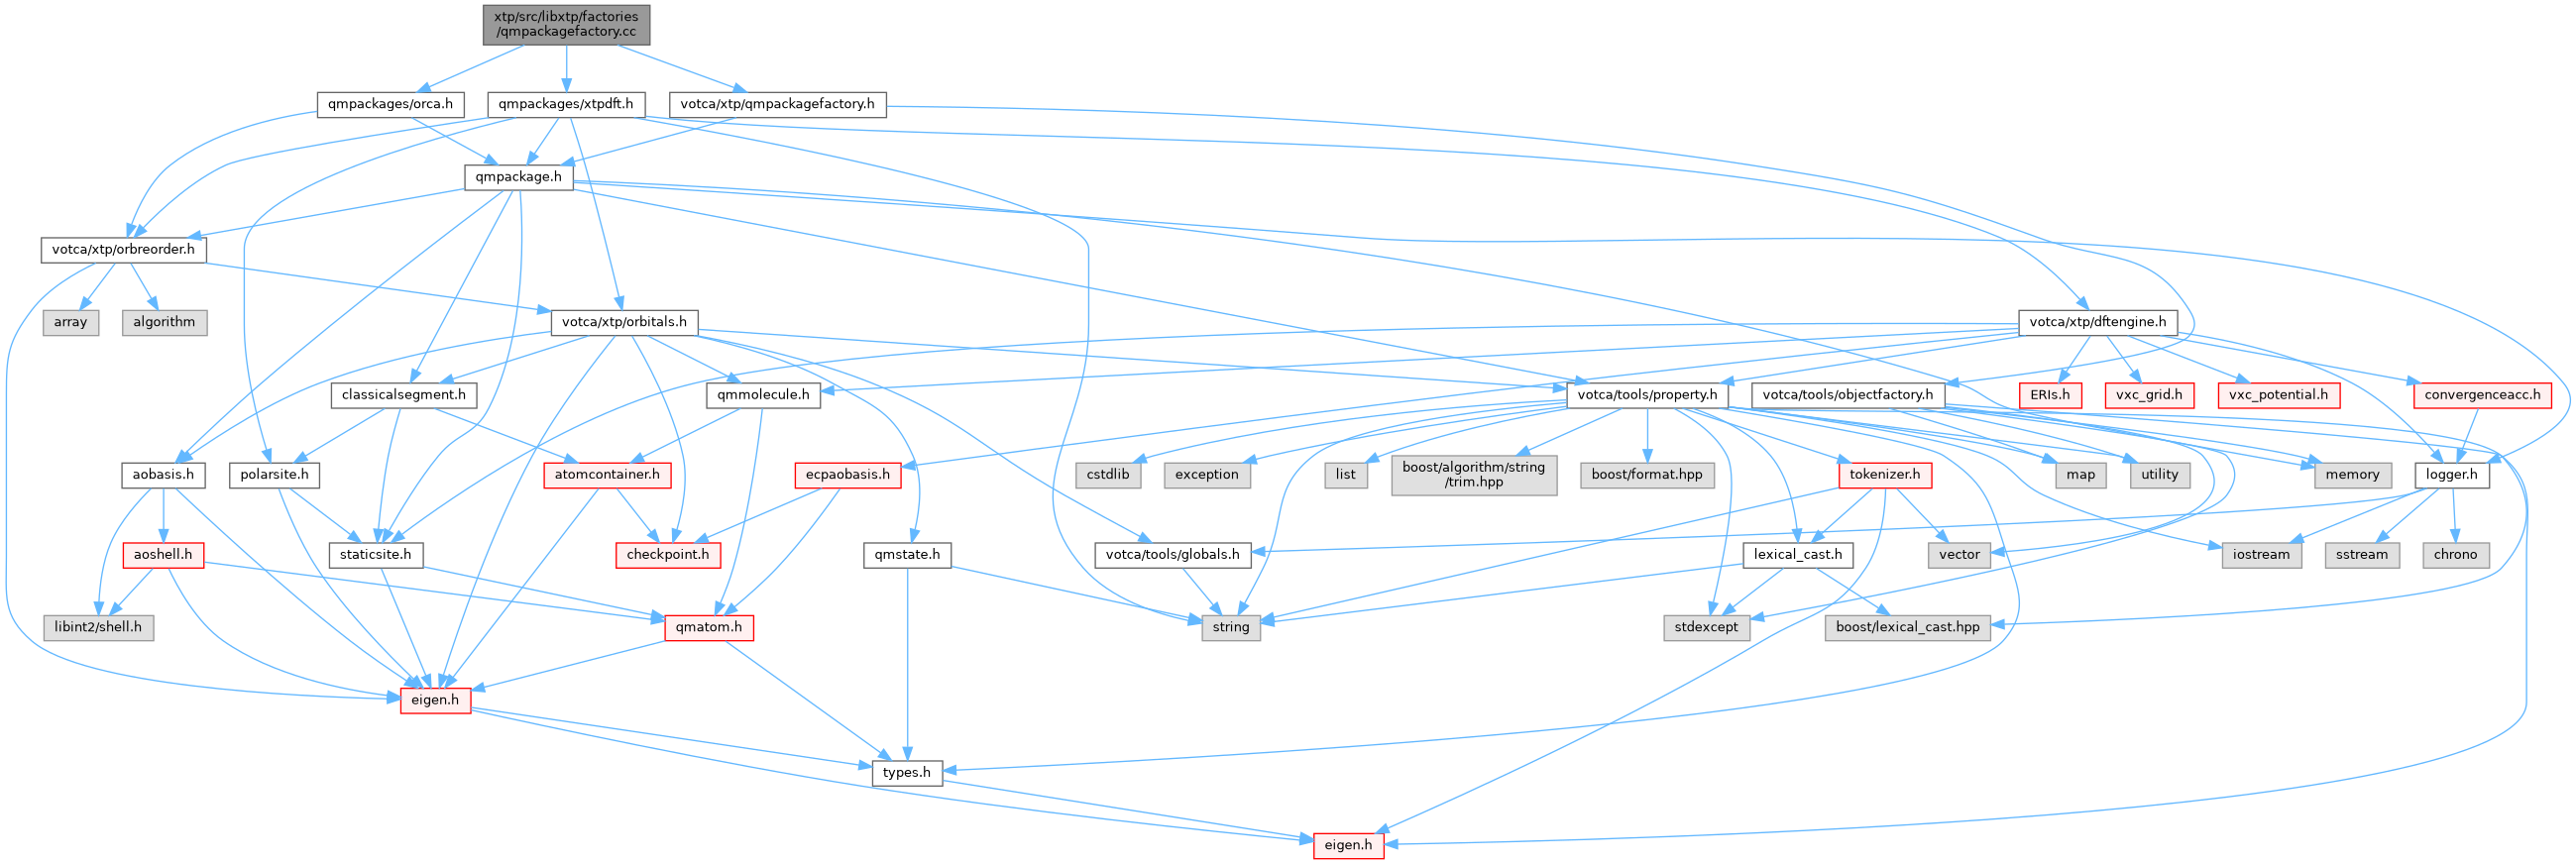 xtp/src/libxtp/factories
/qmpackagefactory.cc
qmpackages/orca.h
qmpackages/xtpdft.h
votca/xtp/qmpackagefactory.h
qmpackage.h
votca/xtp/orbreorder.h
array
algorithm
votca/xtp/orbitals.h
votca/xtp/dftengine.h
classicalsegment.h
qmmolecule.h
votca/tools/property.h
votca/tools/objectfactory.h
ERIs.h
vxc_grid.h
vxc_potential.h
convergenceacc.h
aobasis.h
polarsite.h
atomcontainer.h
ecpaobasis.h
cstdlib
exception
list
boost/algorithm/string
/trim.hpp
boost/format.hpp
tokenizer.h
map
utility
memory
logger.h
aoshell.h
staticsite.h
checkpoint.h
qmstate.h
votca/tools/globals.h
lexical_cast.h
vector
iostream
sstream
chrono
libint2/shell.h
qmatom.h
string
stdexcept
boost/lexical_cast.hpp
eigen.h
types.h
eigen.h